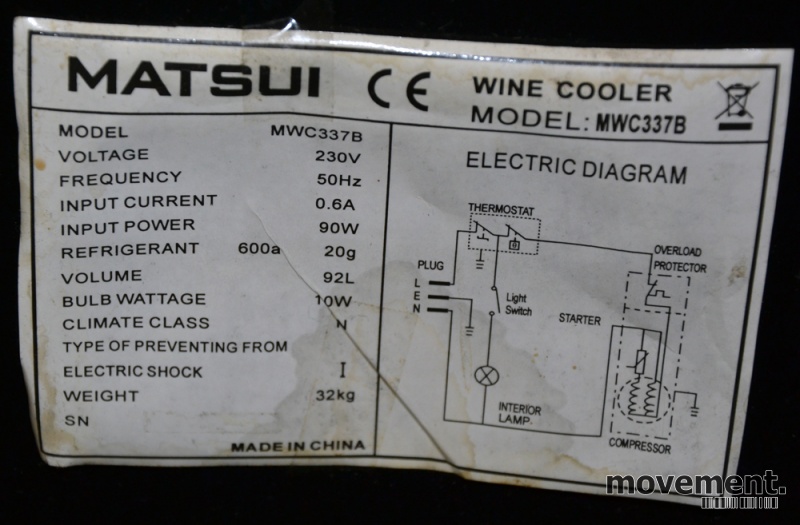 MATSUI CE WINE COOLER
MODEL: MWC337B
MODEL MWC337B
VOLTAGE 230V
FREQUENCY 50Hz
INPUT CURRENT 0.6A
INPUT POWER 90W
REFRIGERANT 600a 20g
VOLUME 92L
BULB WATTAGE 10W
CLIMATE CLASS N
TYPE OF PREVENTING FROM
ELECTRIC SHOCK I
WEIGHT 32kg
SN
MADE IN CHINA
ELECTRIC DIAGRAM
THERMOSTAT
OVERLOAD
PROTECTOR
PLUG
L
E
N
Light
Switch
STARTER
INTERIOR
LAMP
COMPRESSOR
movement.